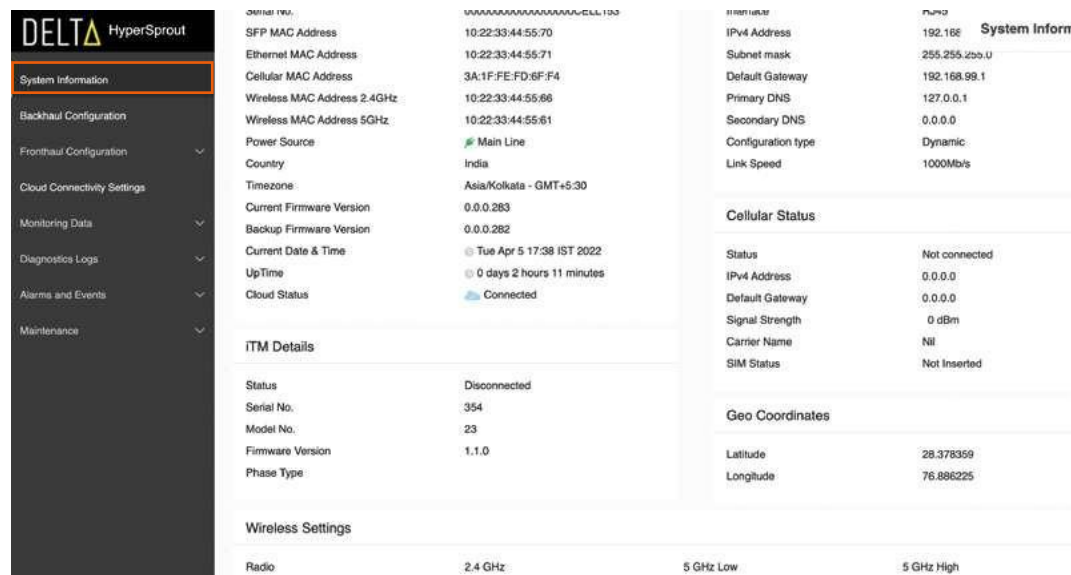 DELTA HyperSprout
System Information
Backhaul Configuration
Fronthaul Configuration
Cloud Connectivity Settings
Monitoring Data
Diagnostics Logs
Alarms and Events
Maintenance
Serial No.
SFP MAC Address 10:22:33:44:55:70
Ethernet MAC Address 10:22:33:44:55:71
Cellular MAC Address 3A:1F:FE:FD:6F:F4
Wireless MAC Address 2.4GHz 10:22:33:44:55:66
Wireless MAC Address 5GHz 10:22:33:44:55:61
Power Source Main Line
Country India
Timezone Asia/Kolkata - GMT+5:30
Current Firmware Version 0.0.0.283
Backup Firmware Version 0.0.0.282
Current Date & Time Tue Apr 5 17:38 IST 2022
UpTime 0 days 2 hours 11 minutes
Cloud Status Connected
iTM Details
Status Disconnected
Serial No. 354
Model No. 23
Firmware Version 1.1.0
Phase Type
Interface RJ45
IPv4 Address 192.168
System Inform
Subnet mask 255.255.255.0
Default Gateway 192.168.99.1
Primary DNS 127.0.0.1
Secondary DNS 0.0.0.0
Configuration type Dynamic
Link Speed 1000Mb/s
Cellular Status
Status Not connected
IPv4 Address 0.0.0.0
Default Gateway 0.0.0.0
Signal Strength 0 dBm
Carrier Name Nil
SIM Status Not Inserted
Geo Coordinates
Latitude 28.378359
Longitude 76.886225
Wireless Settings
Radio 2.4 GHz 5 GHz Low 5 GHz High